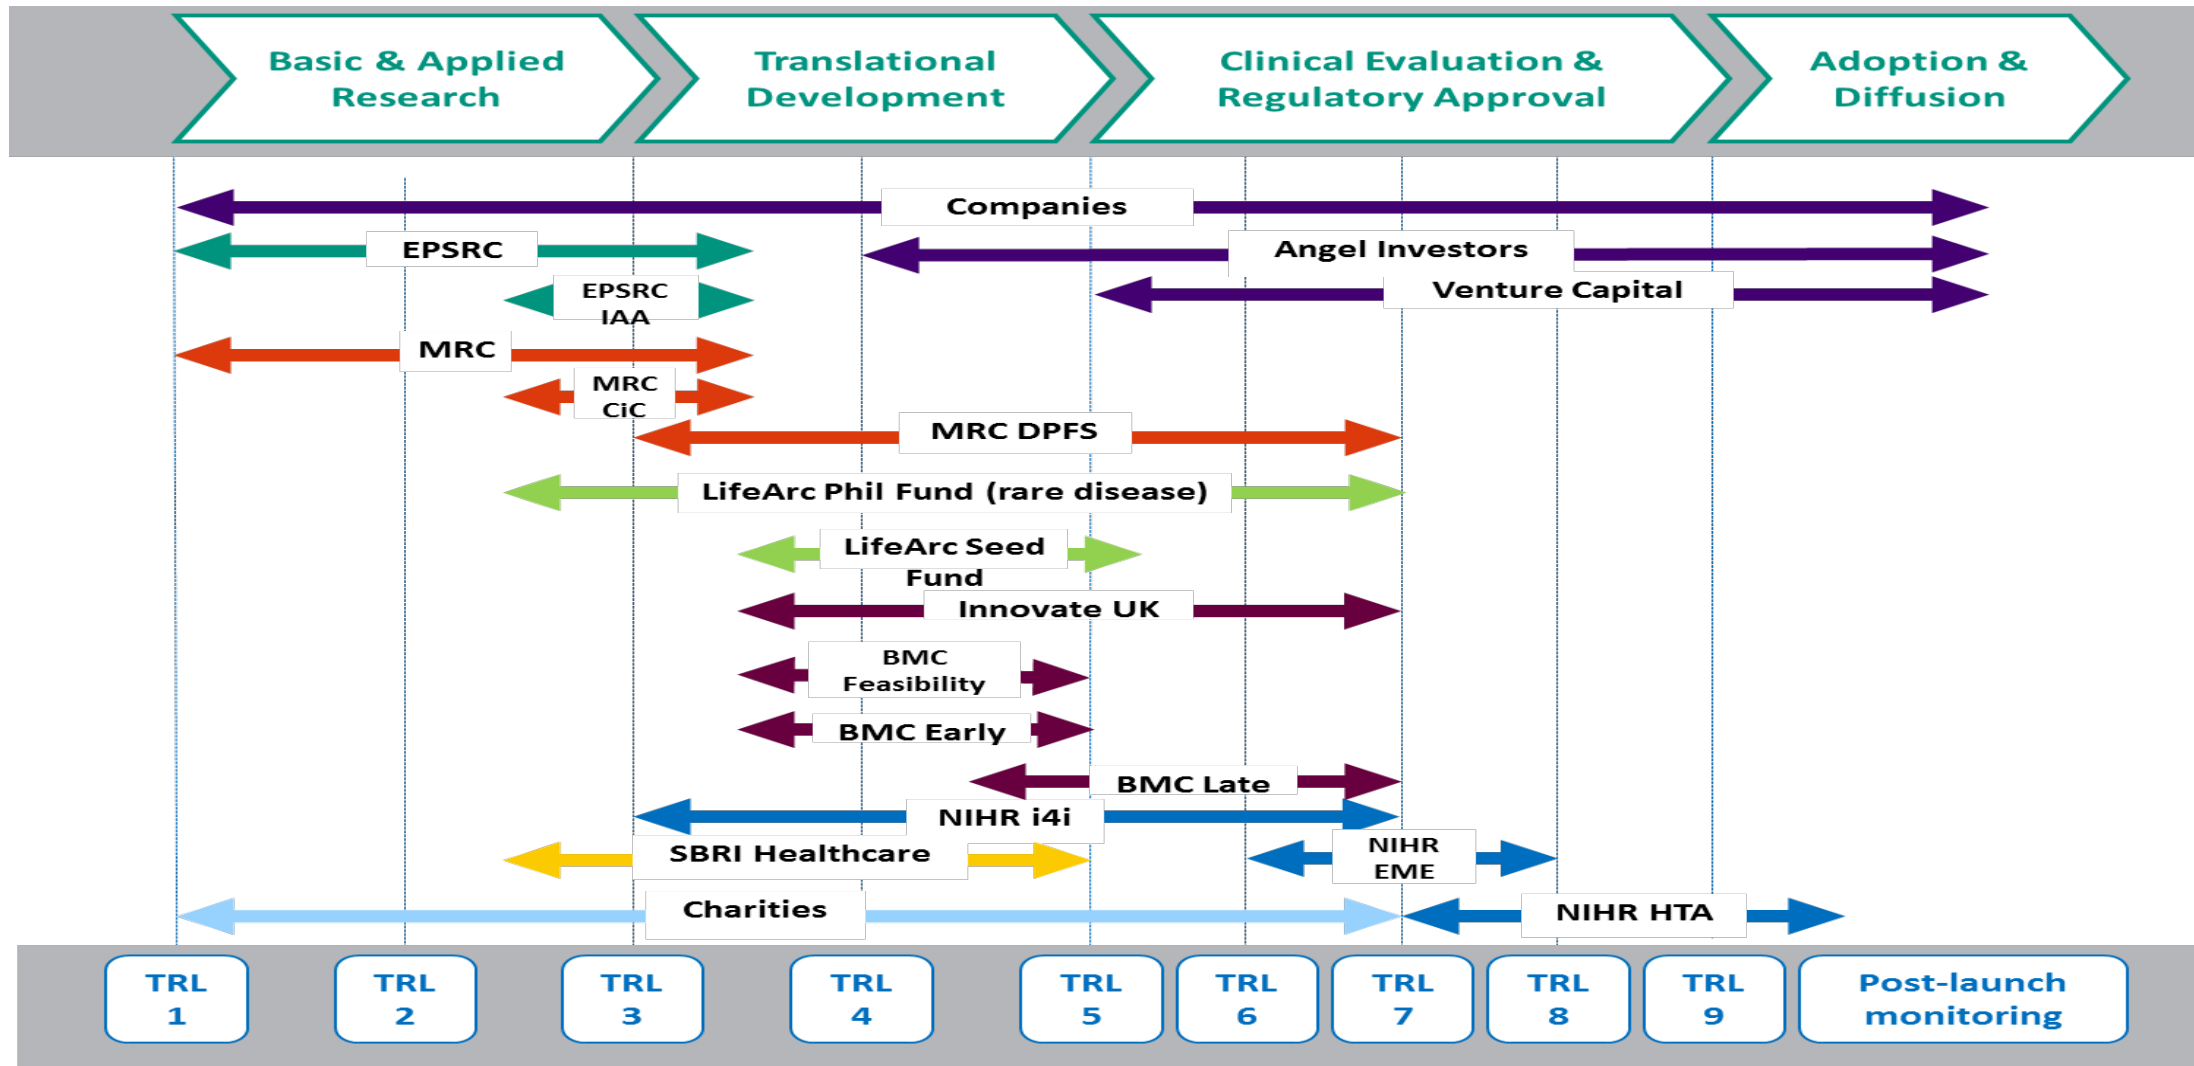 Basic & Applied
Research
Translational
Development
Clinical Evaluation &
Regulatory Approval
Adoption &
Diffusion
Companies
EPSRC
Angel Investors
EPSRC
IAA
Venture Capital
MRC
MRC
CiC
MRC DPFS
LifeArc Phil Fund (rare disease)
LifeArc Seed
Fund
Innovate UK
BMC
Feasibility
BMC Early
BMC Late
NIHR i4i
SBRI Healthcare
NIHR
EME
Charities
NIHR HTA
TRL
1
TRL
2
TRL
3
TRL
4
TRL
5
TRL
6
TRL
7
TRL
8
TRL
9
Post-launch
monitoring